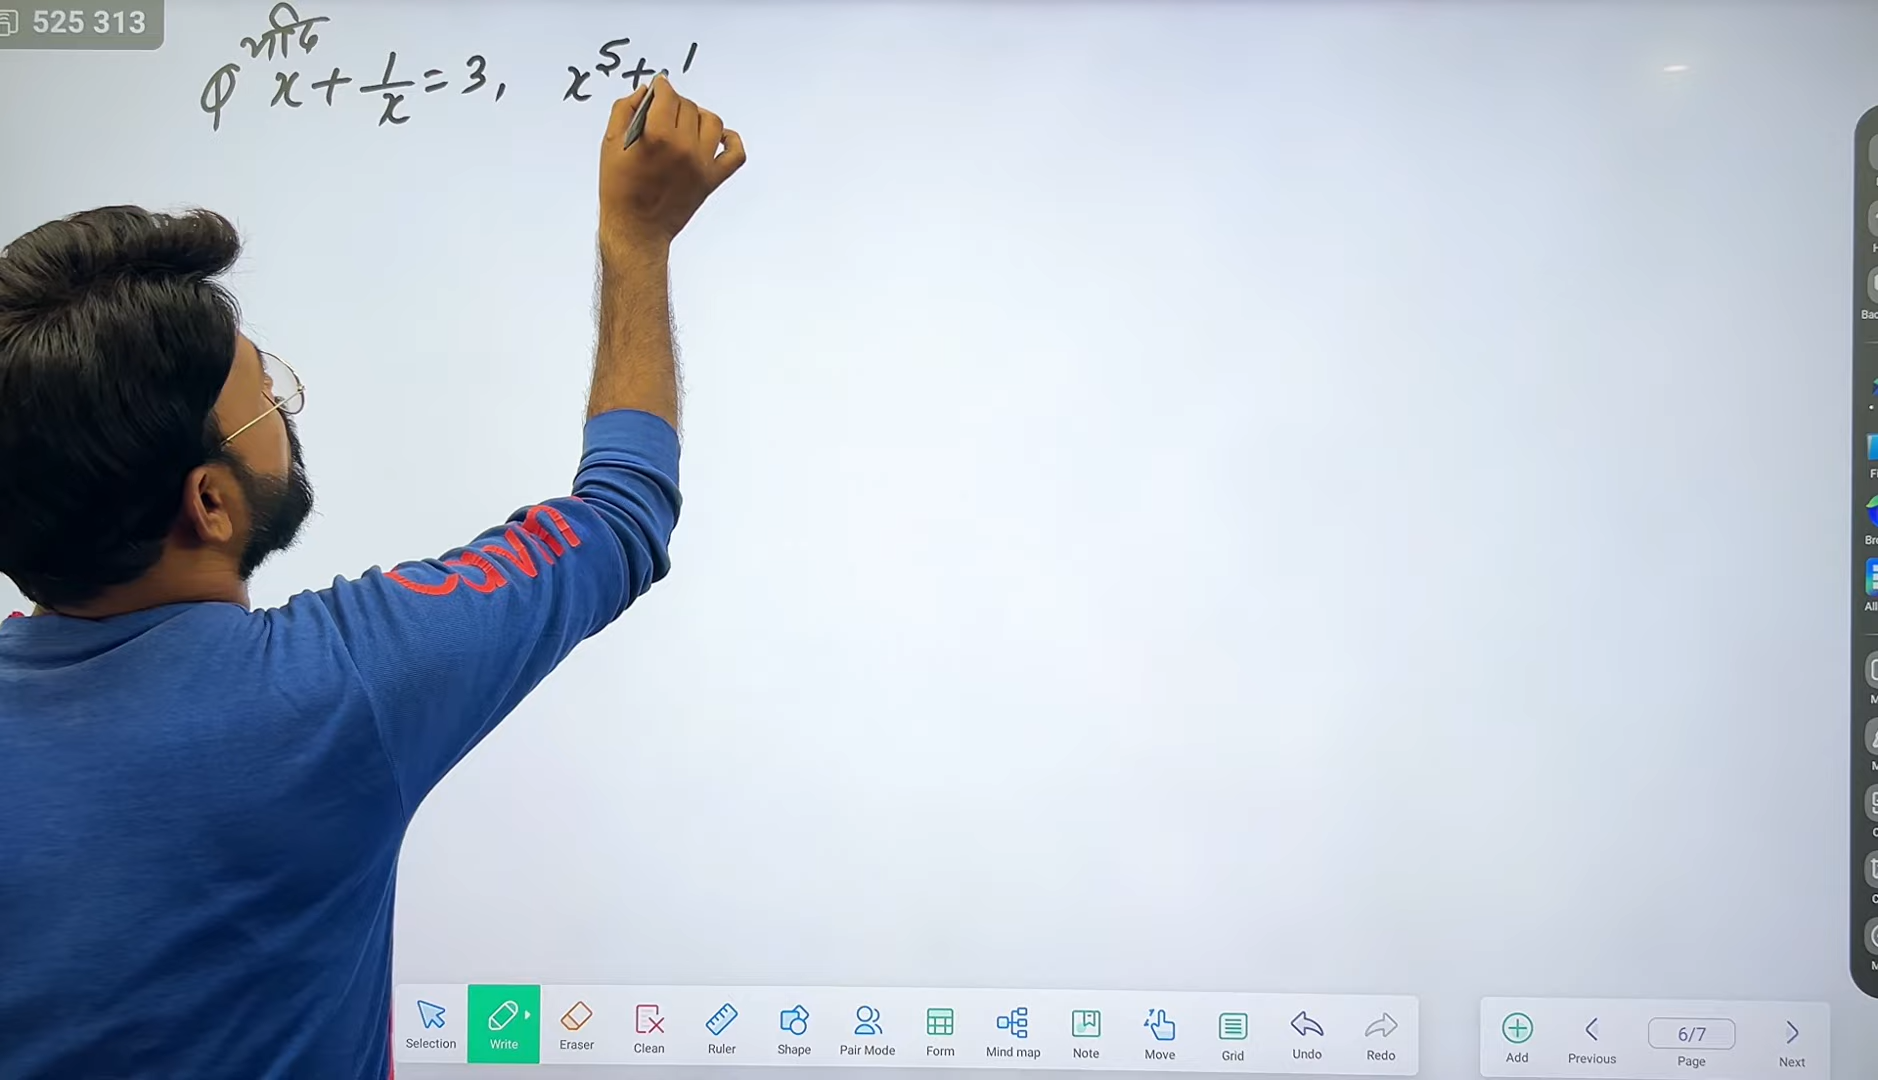 525 313
यदि
Q x + 1/x = 3, x⁵ + 1
Selection
Write
Eraser
Clean
Ruler
Shape
Pair Mode
Form
Mind map
Note
Move
Grid
Undo
Redo
Add
Previous
6/7
Page
Next